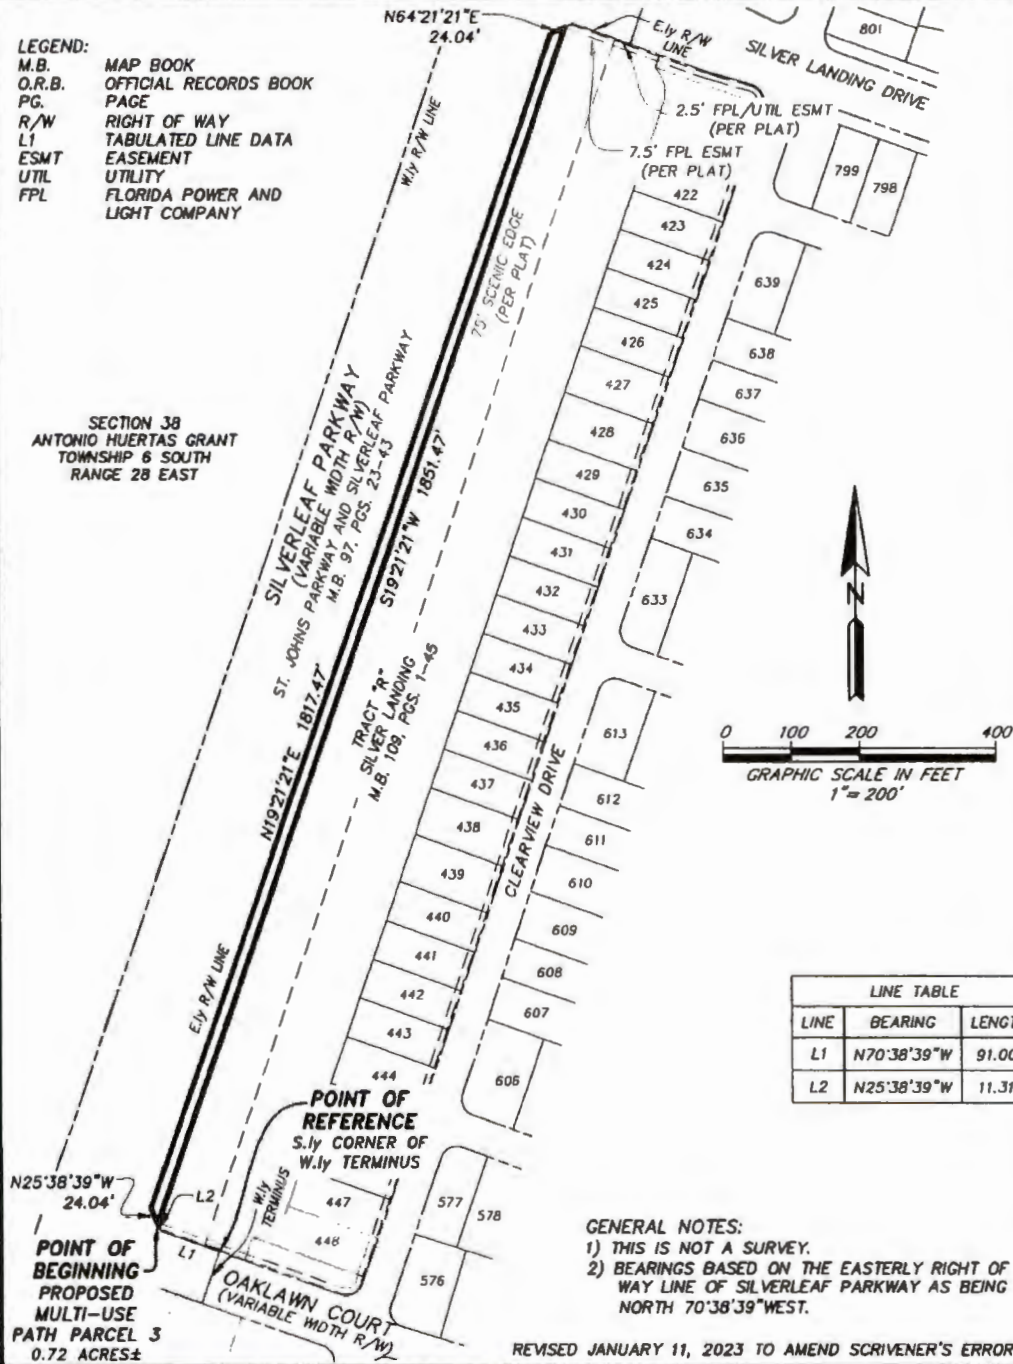 N64°21'21"E
24.04'
E.ly R/W
LINE
SILVER LANDING DRIVE
801
LEGEND:
M.B. MAP BOOK
O.R.B. OFFICIAL RECORDS BOOK
PG. PAGE
R/W RIGHT OF WAY
L1 TABULATED LINE DATA
ESMT EASEMENT
UTIL UTILITY
FPL FLORIDA POWER AND
LIGHT COMPANY
W.ly R/W LINE
2.5' FPL/UTIL ESMT
(PER PLAT)
7.5' FPL ESMT
(PER PLAT)
799
798
75' SCENIC EDGE
(PER PLAT)
422
423
424
425
426
427
428
429
430
431
432
433
434
435
436
437
438
439
440
441
442
443
444
447
448
639
638
637
636
635
634
633
613
612
611
610
609
608
607
606
577
578
576
SECTION 38
ANTONIO HUERTAS GRANT
TOWNSHIP 6 SOUTH
RANGE 28 EAST
SILVERLEAF PARKWAY
(VARIABLE WIDTH R/W)
ST. JOHNS PARKWAY AND SILVERLEAF PARKWAY
M.B. 97, PGS. 23-43
S19°21'21"W 1851.47'
N19°21'21"E 1817.47'
TRACT "R"
SILVER LANDING
M.B. 109, PGS. 1-45
CLEARVIEW DRIVE
N
0 100 200 400
GRAPHIC SCALE IN FEET
1"= 200'
E.ly R/W LINE
LINE TABLE
LINE BEARING LENGT
L1 N70°38'39"W 91.00
L2 N25°38'39"W 11.31
POINT OF
REFERENCE
S.ly CORNER OF
W.ly TERMINUS
W.ly
TERMINUS
N25°38'39"W
24.04'
L2
L1
POINT OF
BEGINNING
PROPOSED
MULTI-USE
PATH PARCEL 3
0.72 ACRES±
OAKLAWN COURT
(VARIABLE WIDTH R/W)
GENERAL NOTES:
1) THIS IS NOT A SURVEY.
2) BEARINGS BASED ON THE EASTERLY RIGHT OF
WAY LINE OF SILVERLEAF PARKWAY AS BEING
NORTH 70°38'39"WEST.
REVISED JANUARY 11, 2023 TO AMEND SCRIVENER'S ERROR